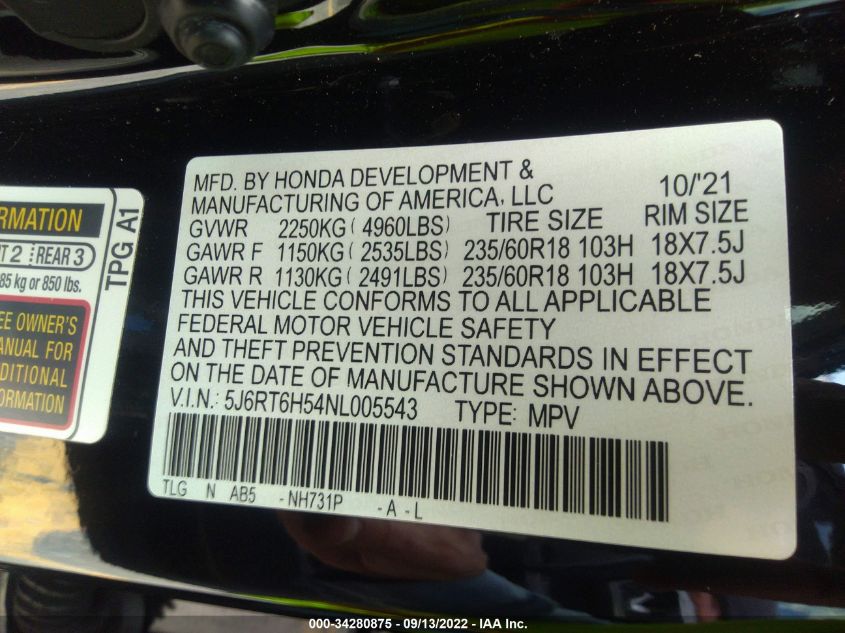 RMATION
T 2 REAR 3
85 kg or 850 lbs.
EE OWNER'S
ANUAL FOR
DITIONAL
FORMATION
TPG A1
MFD. BY HONDA DEVELOPMENT &
MANUFACTURING OF AMERICA, LLC 10/'21
GVWR 2250KG ( 4960LBS) TIRE SIZE RIM SIZE
GAWR F 1150KG ( 2535LBS) 235/60R18 103H 18X7.5J
GAWR R 1130KG ( 2491LBS) 235/60R18 103H 18X7.5J
THIS VEHICLE CONFORMS TO ALL APPLICABLE
FEDERAL MOTOR VEHICLE SAFETY
AND THEFT PREVENTION STANDARDS IN EFFECT
ON THE DATE OF MANUFACTURE SHOWN ABOVE.
V.I.N.: 5J6RT6H54NL005543 TYPE: MPV
TLG N AB5 -NH731P -A -L
000-34280875 - 09/13/2022 - IAA Inc.